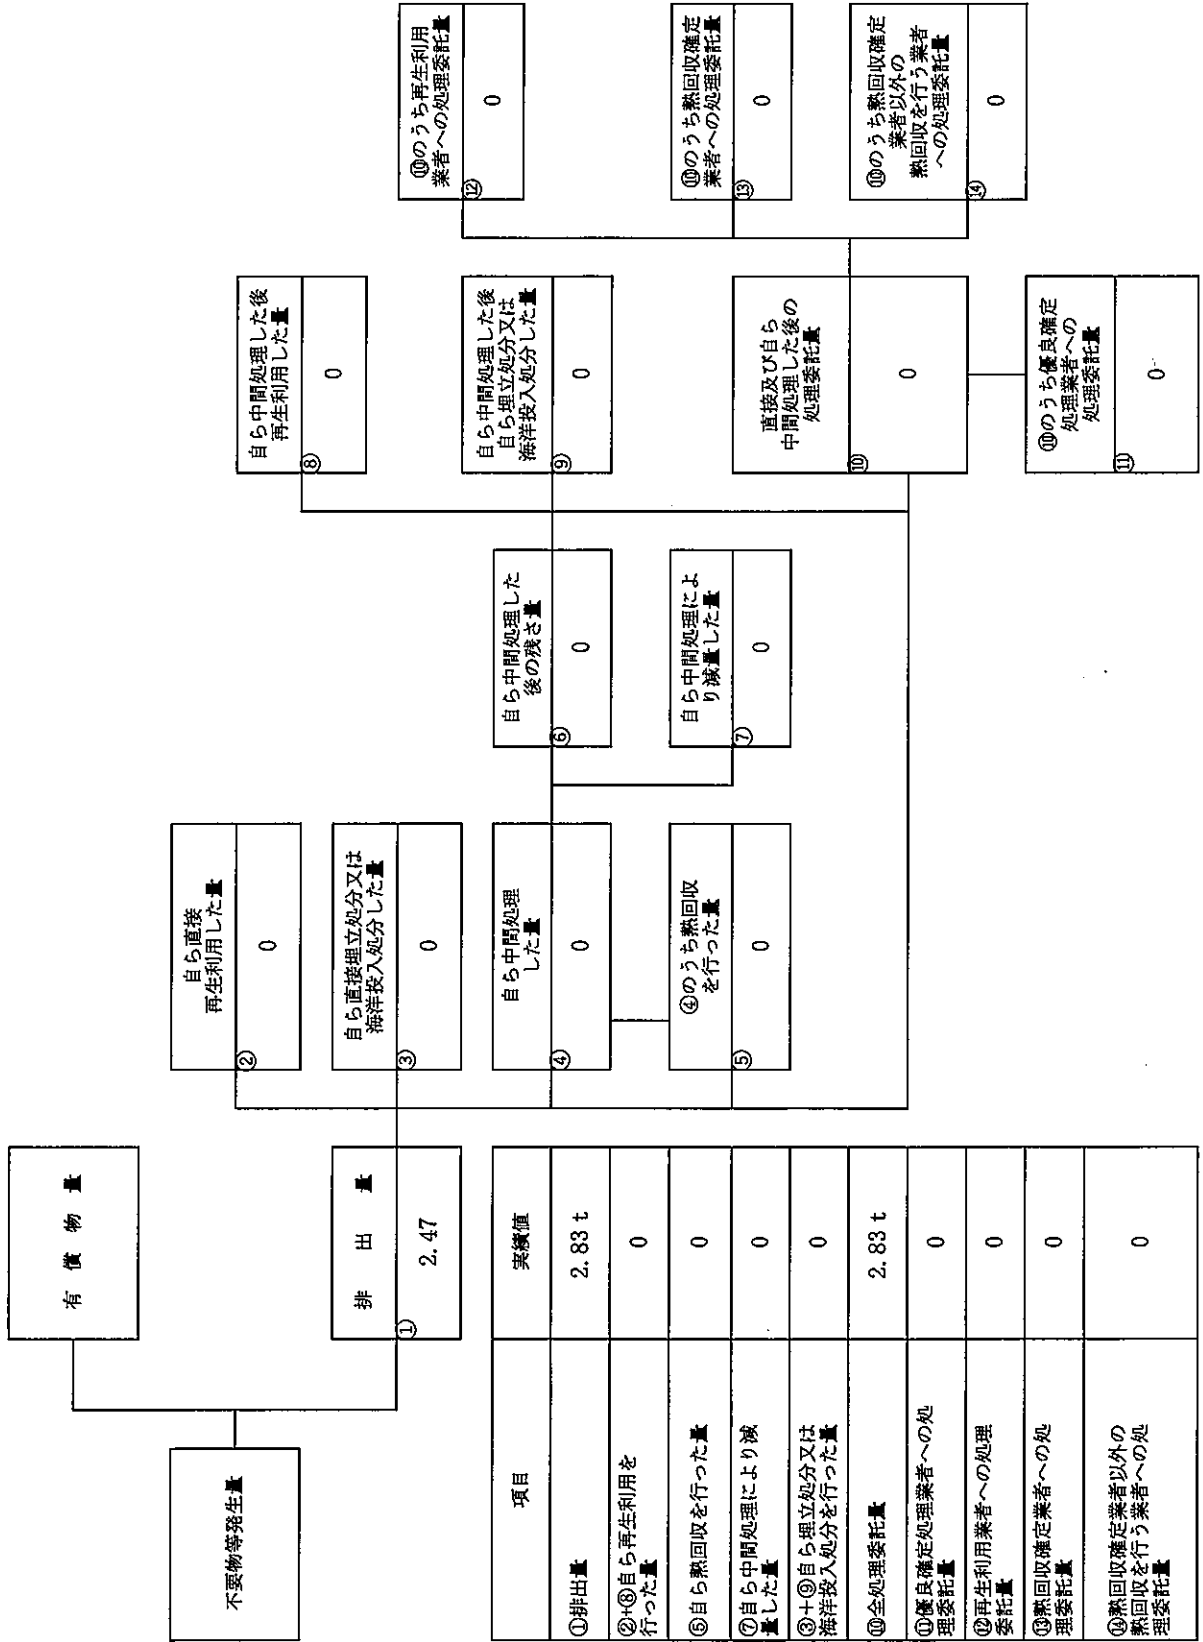 不要物等発生量
有 償 物 量
排 出 量
①
2.47
自ら直接
再生利用した量
②
0
自ら直接埋立処分又は
海洋投入処分した量
③
0
自ら中間処理
した量
④
0
④のうち熱回収
を行った量
⑤
0
自ら中間処理した
後の残さ量
⑥
0
自ら中間処理によ
り減量した量
⑦
0
自ら中間処理した後
再生利用した量
⑧
0
自ら中間処理した後
自ら埋立処分又は
海洋投入処分した量
⑨
0
直接及び自ら
中間処理した後の
処理委託量
⑩
0
⑩のうち優良確定
処理業者への
処理委託量
⑪
0
⑩のうち再生利用
業者への処理委託量
⑫
0
⑩のうち熱回収確定
業者への処理委託量
⑬
0
⑩のうち熱回収確定
業者以外の
熱回収を行う業者
への処理委託量
⑭
0
項目 実績値
①排出量 2.83 t
②+⑧自ら再生利用を
行った量 0
⑤自ら熱回収を行った量 0
⑦自ら中間処理により減
量した量 0
③+⑨自ら埋立処分又は
海洋投入処分を行った量 0
⑩全処理委託量 2.83 t
⑪優良確定処理業者への処
理委託量 0
⑫再生利用業者への処理
委託量 0
⑬熱回収確定業者への処
理委託量 0
⑭熱回収確定業者以外の
熱回収を行う業者への処
理委託量 0